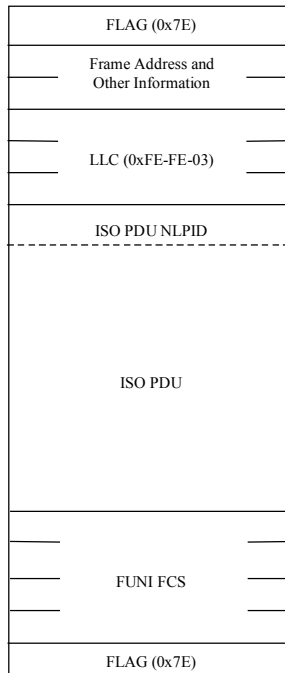 FLAG (0x7E)
Frame Address and
Other Information
LLC (0xFE-FE-03)
ISO PDU NLPID
ISO PDU
FUNI FCS
FLAG (0x7E)